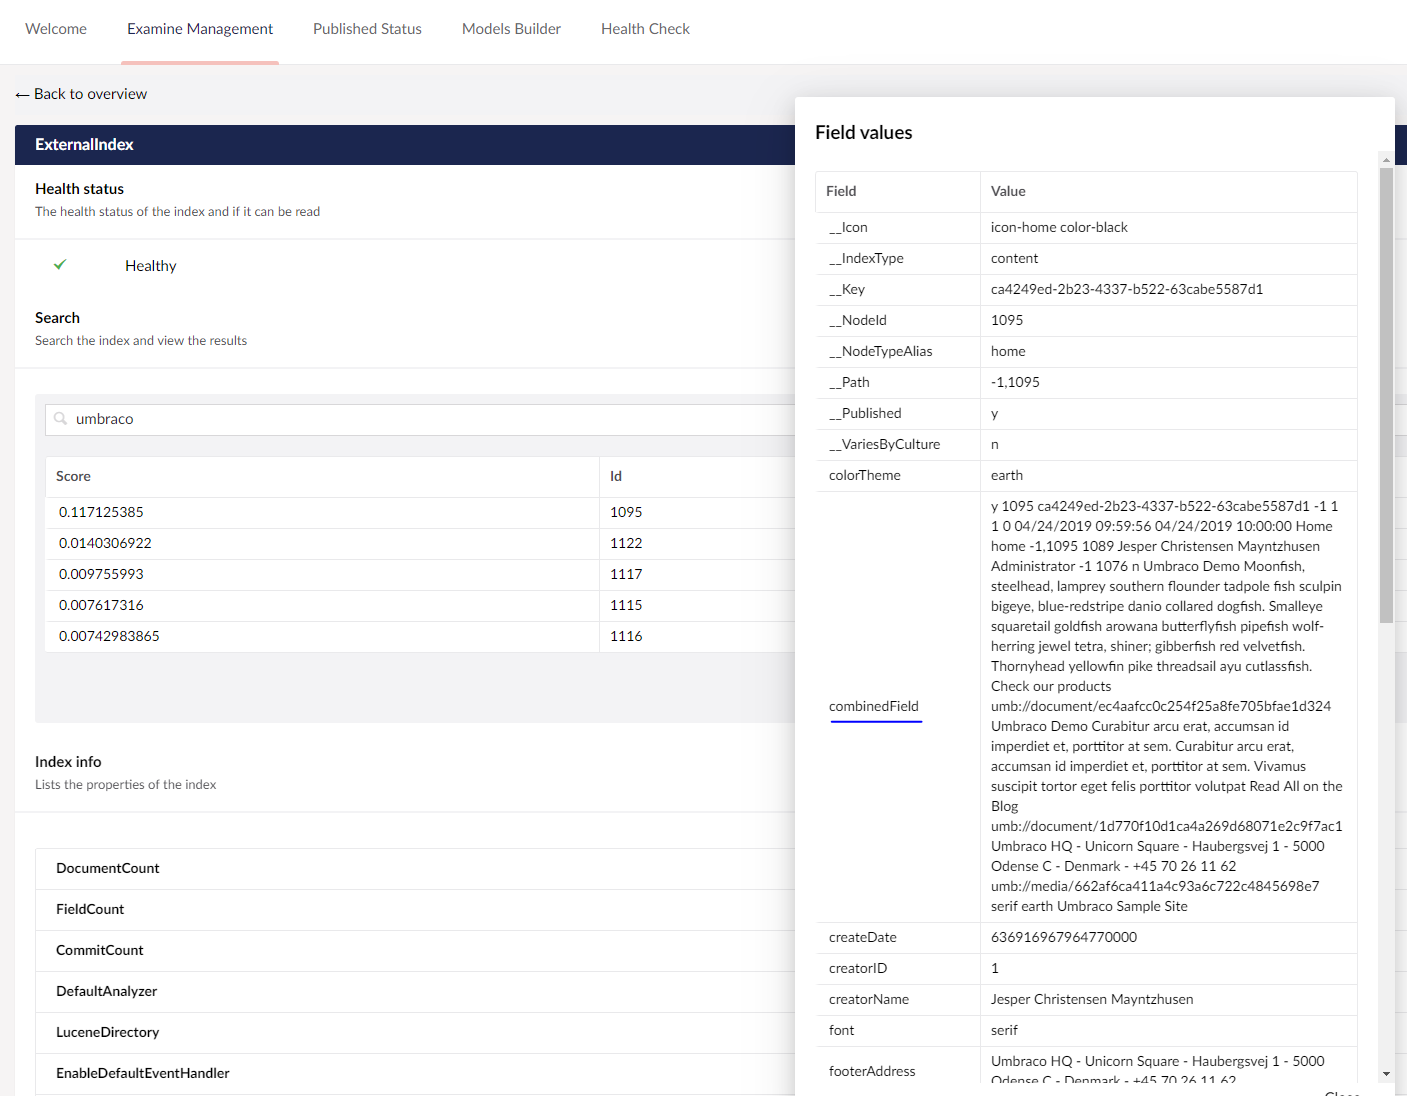 Welcome Examine Management Published Status Models Builder Health Check
← Back to overview
ExternalIndex
Health status
The health status of the index and if it can be read
Healthy
Search
Search the index and view the results
umbraco
Score Id
0.117125385 1095
0.0140306922 1122
0.009755993 1117
0.007617316 1115
0.00742983865 1116
Index info
Lists the properties of the index
DocumentCount
FieldCount
CommitCount
DefaultAnalyzer
LuceneDirectory
EnableDefaultEventHandler
Field values
Field Value
__Icon icon-home color-black
__IndexType content
__Key ca4249ed-2b23-4337-b522-63cabe5587d1
__NodeId 1095
__NodeTypeAlias home
__Path -1,1095
__Published y
__VariesByCulture n
colorTheme earth
combinedField
y 1095 ca4249ed-2b23-4337-b522-63cabe5587d1 -1 1
1 0 04/24/2019 09:59:56 04/24/2019 10:00:00 Home
home -1,1095 1089 Jesper Christensen Mayntzhusen
Administrator -1 1076 n Umbraco Demo Moonfish,
steelhead, lamprey southern flounder tadpole fish sculpin
bigeye, blue-redstripe danio collared dogfish. Smalleye
squaretail goldfish arowana butterflyfish pipefish wolf-
herring jewel tetra, shiner; gibberfish red velvetfish.
Thornyhead yellowfin pike threadsail ayu cutlassfish.
Check our products
umb://document/ec4aafcc0c254f25a8fe705bfae1d324
Umbraco Demo Curabitur arcu erat, accumsan id
imperdiet et, porttitor at sem. Curabitur arcu erat,
accumsan id imperdiet et, porttitor at sem. Vivamus
suscipit tortor eget felis porttitor volutpat Read All on the
Blog
umb://document/1d770f10d1ca4a269d68071e2c9f7ac1
Umbraco HQ - Unicorn Square - Haubergsvej 1 - 5000
Odense C - Denmark - +45 70 26 11 62
umb://media/662af6ca411a4c93a6c722c4845698e7
serif earth Umbraco Sample Site
createDate 636916967964770000
creatorID 1
creatorName Jesper Christensen Mayntzhusen
font serif
footerAddress
Umbraco HQ - Unicorn Square - Haubergsvej 1 - 5000
Odense C - Denmark - +45 70 26 11 62
Close